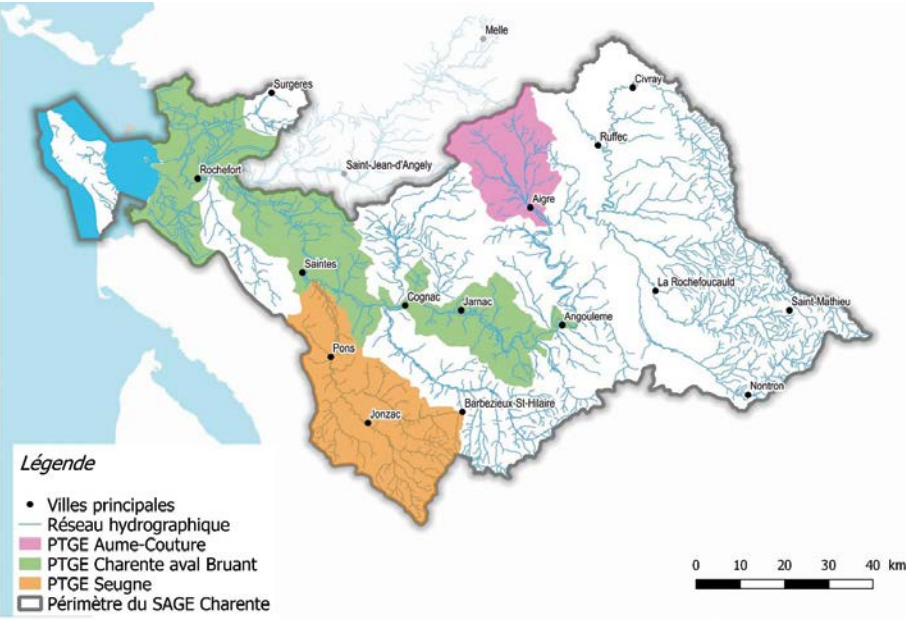 Melle
Civray
Surgeres
Ruffec
Saint-Jean-d'Angely
Rochefort
Aigre
Saintes
La Rochefoucauld
Cognac
Jarnac
Saint-Mathieu
Angouleme
Pons
Nontron
Barbezieux-St-Hilaire
Jonzac
Légende
Villes principales
Réseau hydrographique
PTGE Aume-Couture
PTGE Charente aval Bruant
PTGE Seugne
Périmètre du SAGE Charente
0 10 20 30 40 km